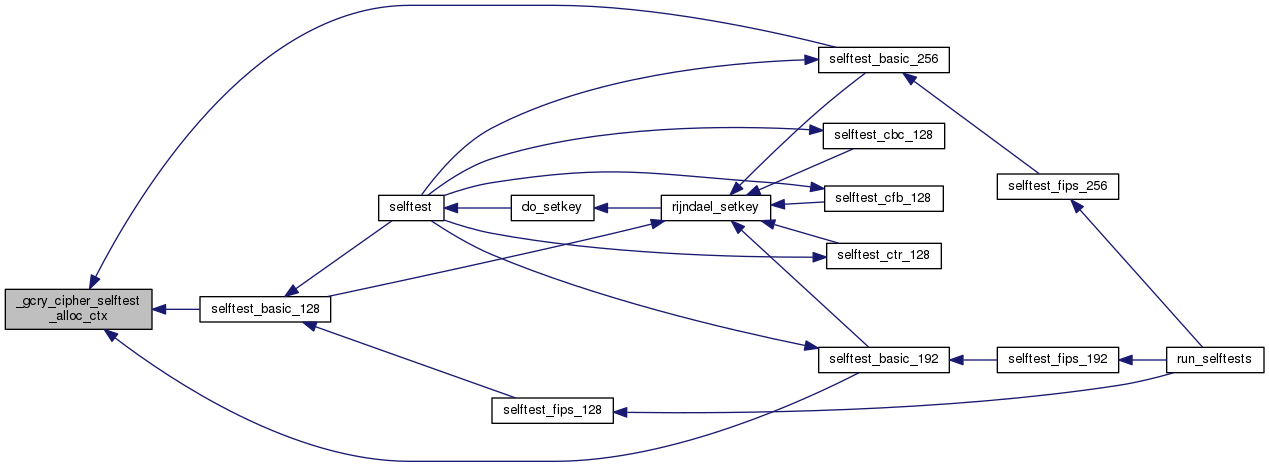 selftest_basic_256
selftest_cbc_128
selftest_fips_256
selftest
do_setkey
rijndael_setkey
selftest_cfb_128
selftest_ctr_128
_gcry_cipher_selftest
_alloc_ctx
selftest_basic_128
selftest_basic_192
selftest_fips_192
run_selftests
selftest_fips_128